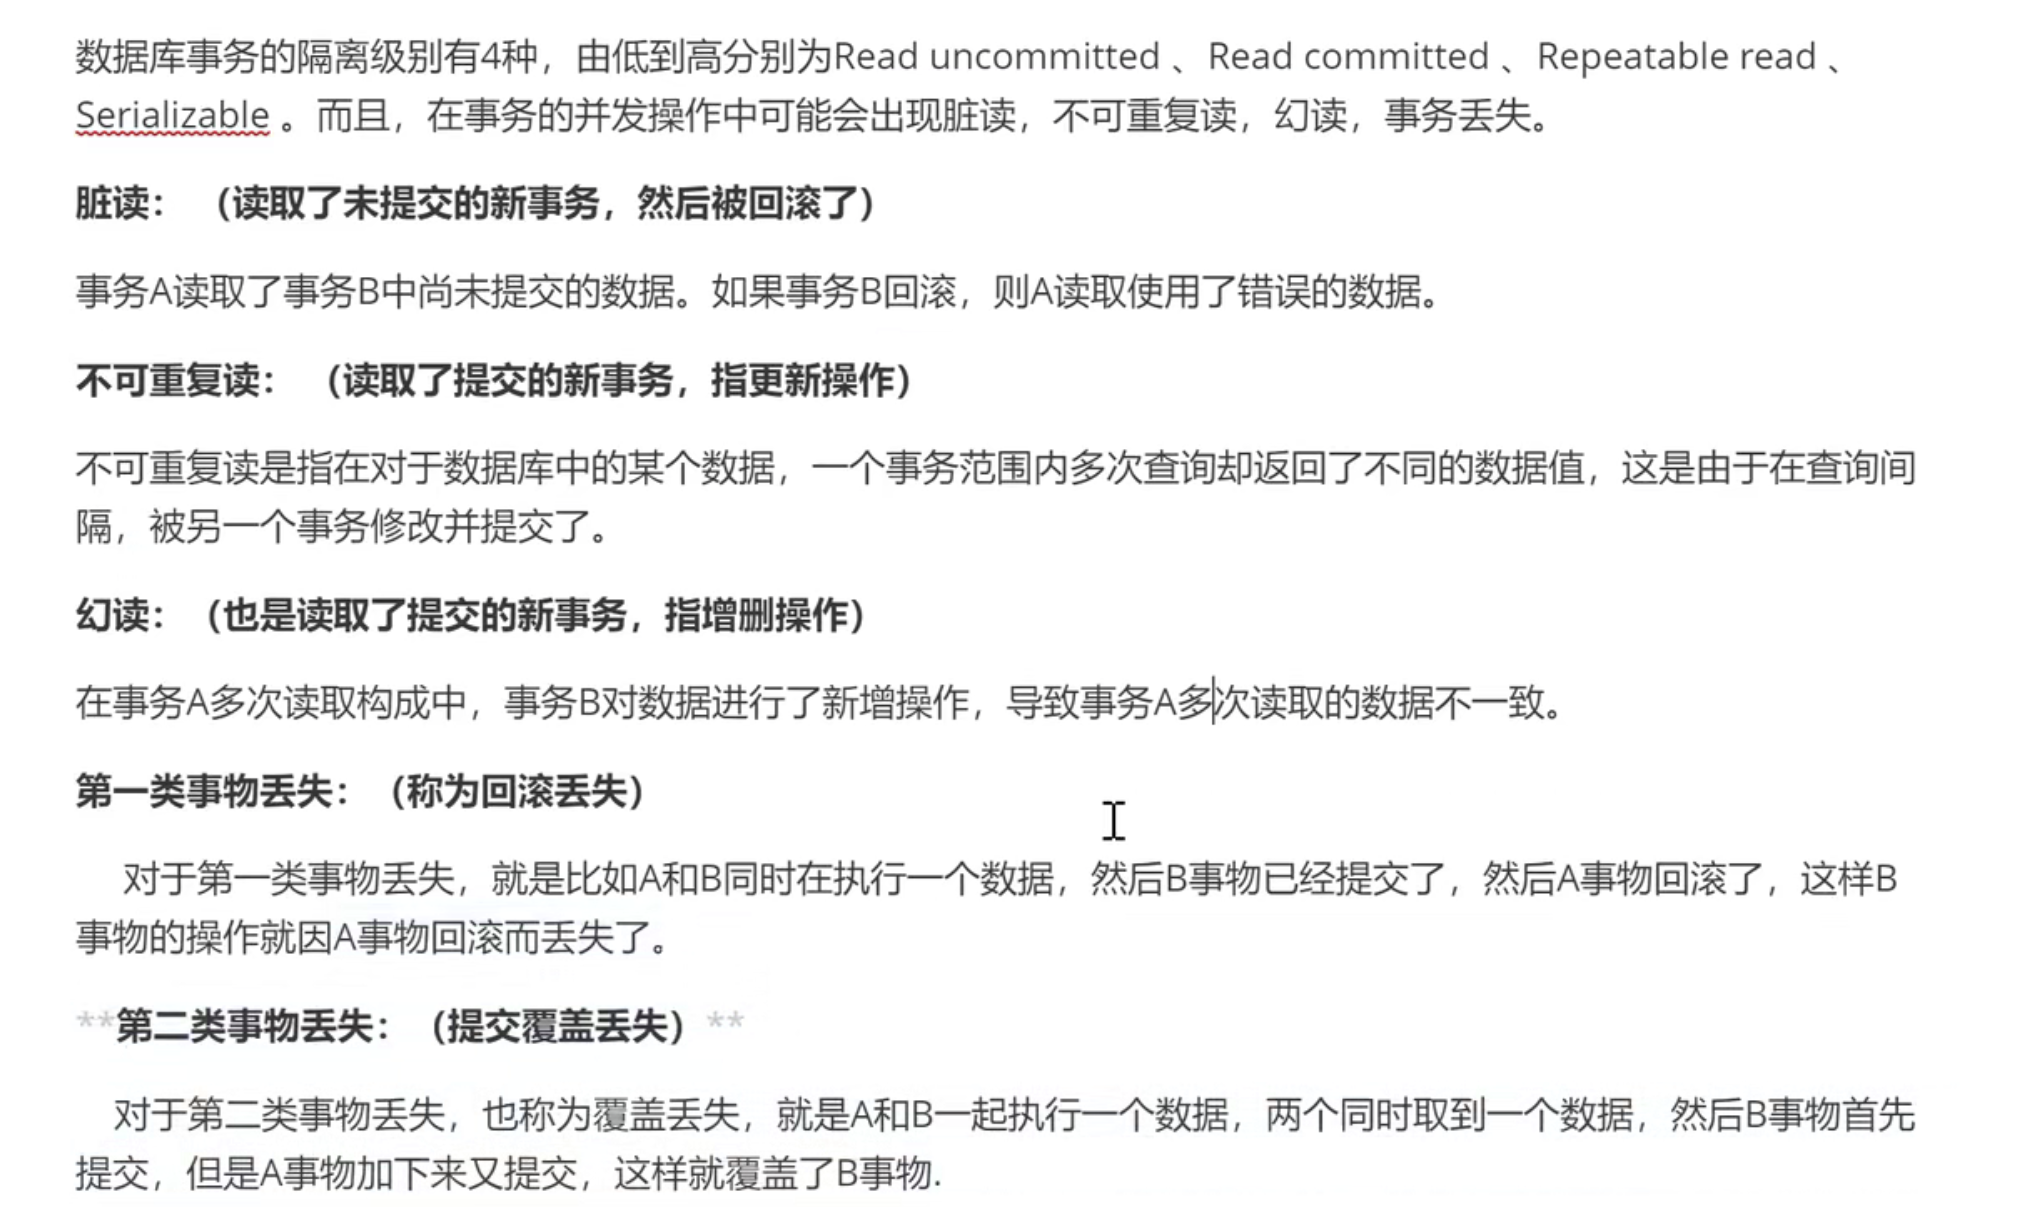 数据库事务的隔离级别有4种，由低到高分别为Read uncommitted 、Read committed 、Repeatable read 、
Serializable 。而且，在事务的并发操作中可能会出现脏读，不可重复读，幻读，事务丢失。
脏读：（读取了未提交的新事务，然后被回滚了）
事务A读取了事务B中尚未提交的数据。如果事务B回滚，则A读取使用了错误的数据。
不可重复读：（读取了提交的新事务，指更新操作）
不可重复读是指在对于数据库中的某个数据，一个事务范围内多次查询却返回了不同的数据值，这是由于在查询间
隔，被另一个事务修改并提交了。
幻读：（也是读取了提交的新事务，指增删操作）
在事务A多次读取构成中，事务B对数据进行了新增操作，导致事务A多次读取的数据不一致。
第一类事物丢失：（称为回滚丢失）
对于第一类事物丢失，就是比如A和B同时在执行一个数据，然后B事物已经提交了，然后A事物回滚了，这样B
事物的操作就因A事物回滚而丢失了。
**第二类事物丢失：（提交覆盖丢失）**
对于第二类事物丢失，也称为覆盖丢失，就是A和B一起执行一个数据，两个同时取到一个数据，然后B事物首先
提交，但是A事物加下来又提交，这样就覆盖了B事物.